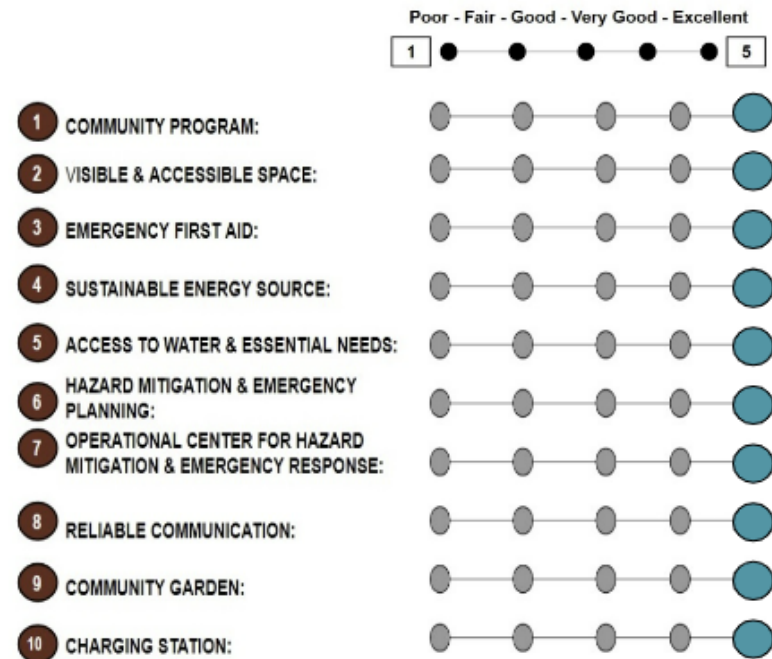 Poor - Fair - Good - Very Good - Excellent
1 5
1 COMMUNITY PROGRAM:
2 VISIBLE & ACCESSIBLE SPACE:
3 EMERGENCY FIRST AID:
4 SUSTAINABLE ENERGY SOURCE:
5 ACCESS TO WATER & ESSENTIAL NEEDS:
6 HAZARD MITIGATION & EMERGENCY
PLANNING:
7 OPERATIONAL CENTER FOR HAZARD
MITIGATION & EMERGENCY RESPONSE:
8 RELIABLE COMMUNICATION:
9 COMMUNITY GARDEN:
10 CHARGING STATION: